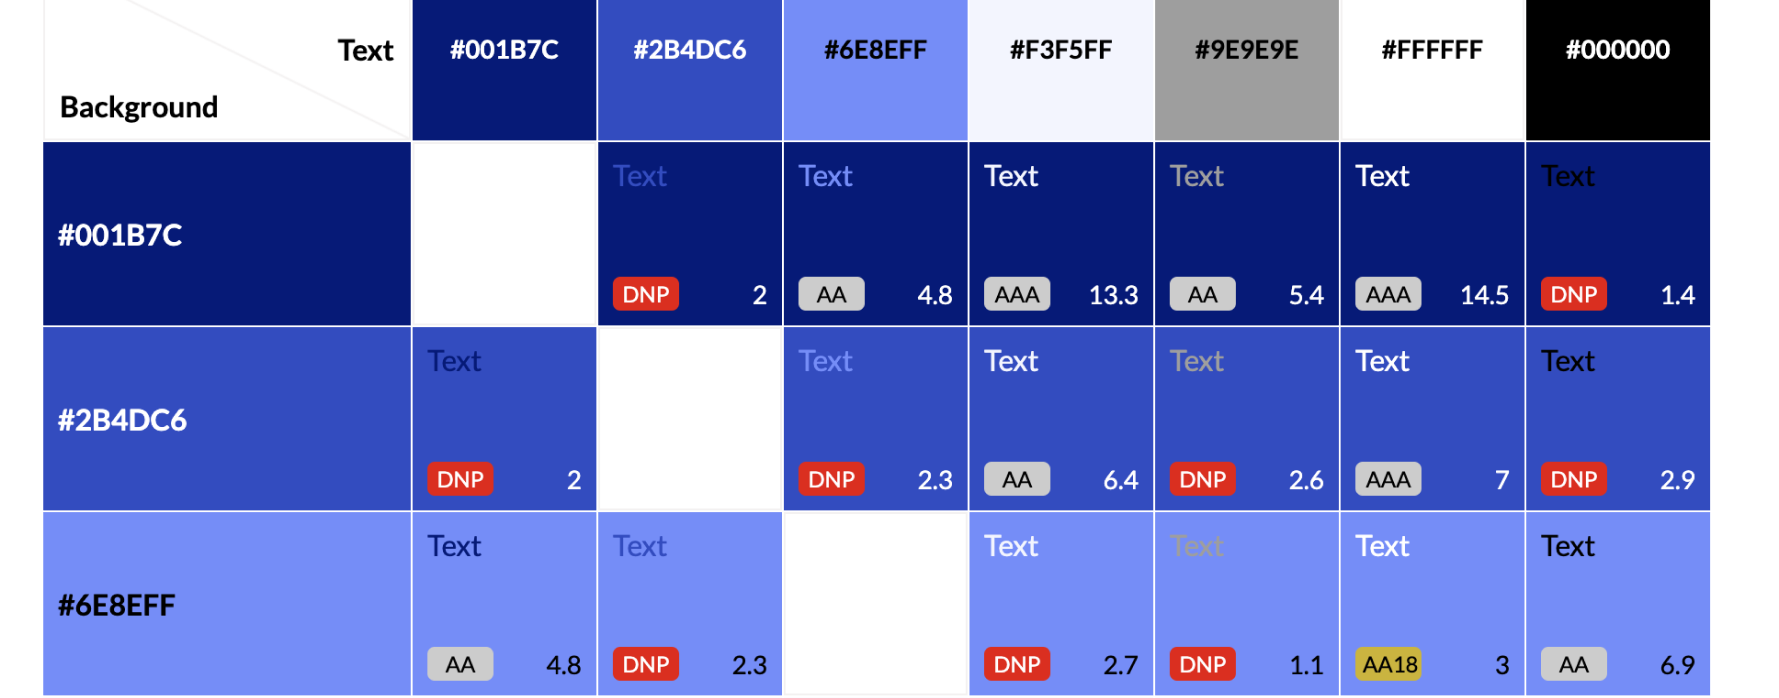 Text #001B7C #2B4DC6 #6E8EFF #F3F5FF #9E9E9E #FFFFFF #000000
Background
Text Text Text Text Text Text
#001B7C
DNP 2 AA 4.8 AAA 13.3 AA 5.4 AAA 14.5 DNP 1.4
Text Text Text Text Text Text
#2B4DC6
DNP 2 DNP 2.3 AA 6.4 DNP 2.6 AAA 7 DNP 2.9
Text Text Text Text Text Text
#6E8EFF
AA 4.8 DNP 2.3 DNP 2.7 DNP 1.1 AA18 3 AA 6.9